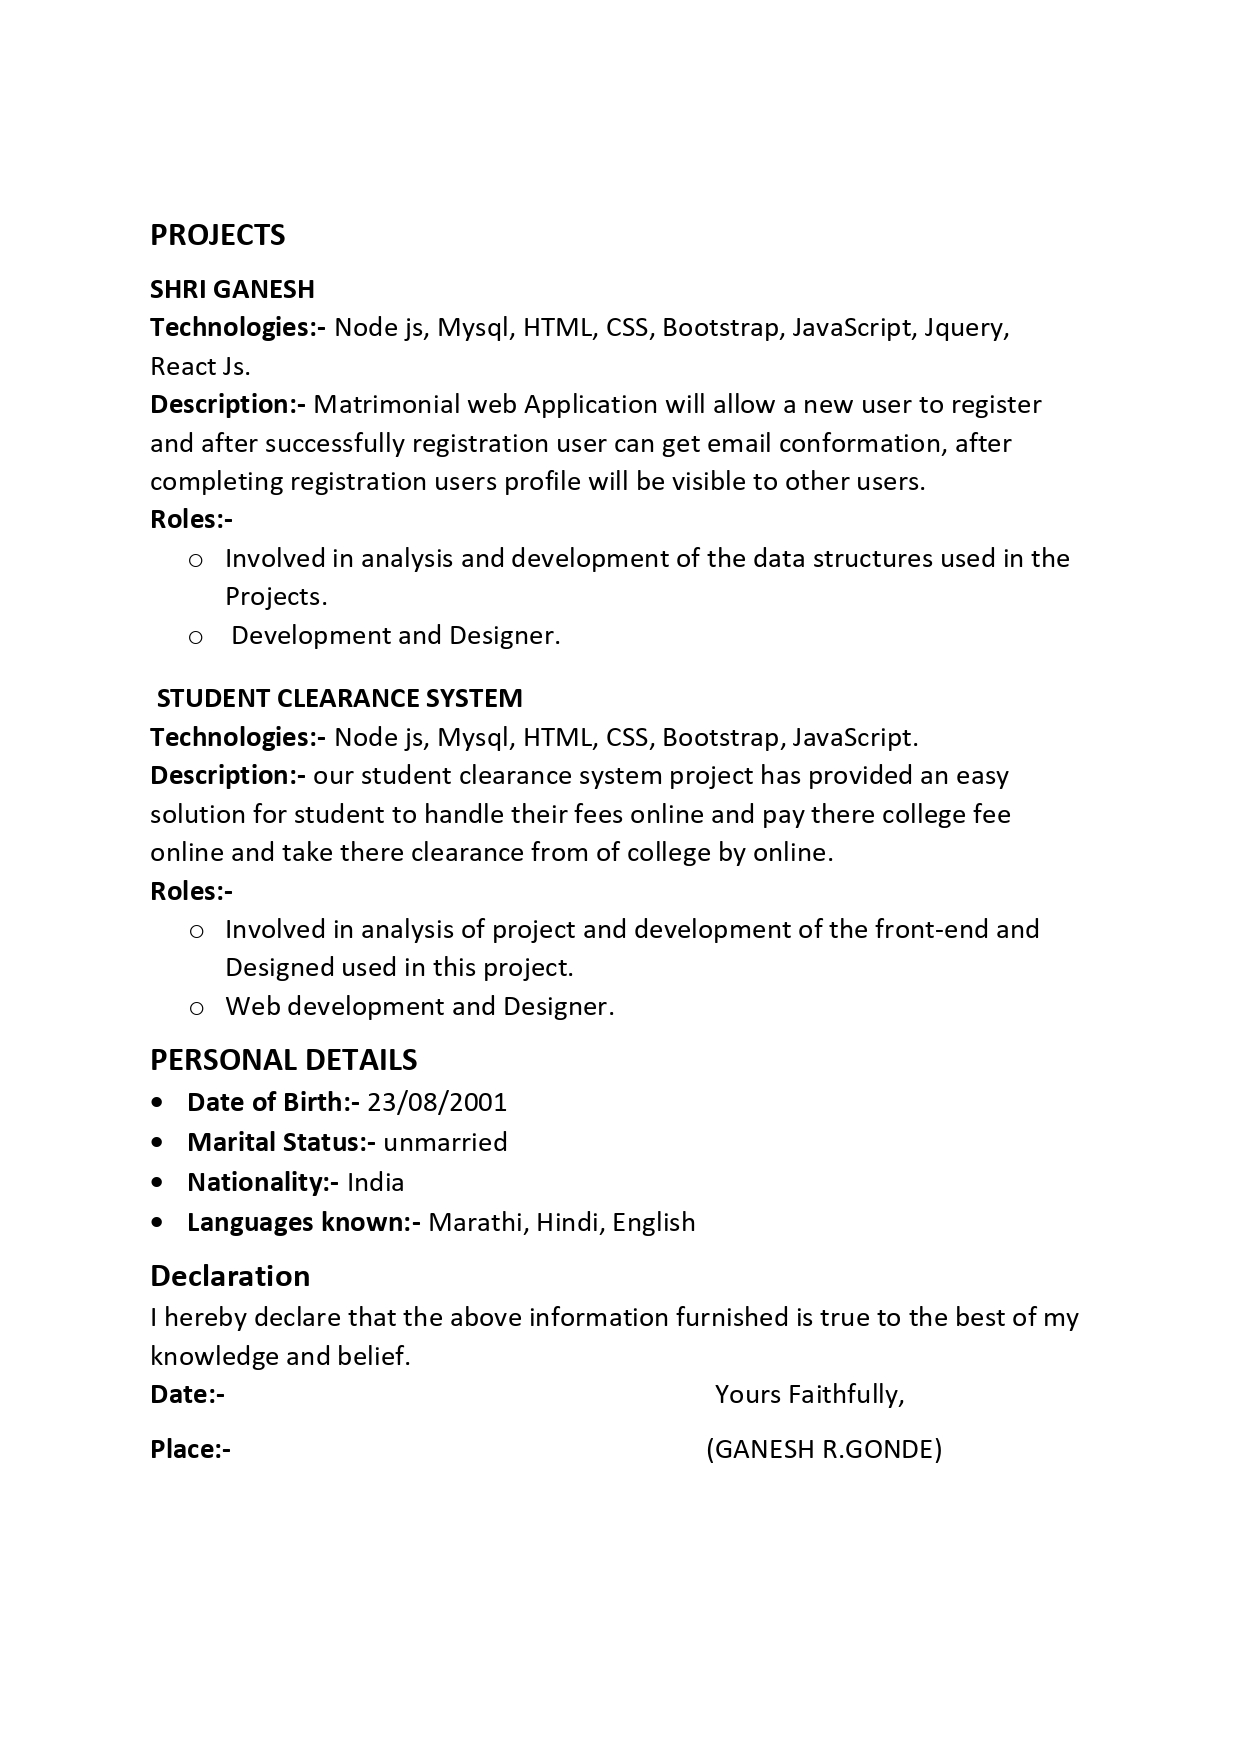 PROJECTS
SHRI GANESH
Technologies:- Node js, Mysql, HTML, CSS, Bootstrap, JavaScript, Jquery,
React Js.
Description:- Matrimonial web Application will allow a new user to register
and after successfully registration user can get email conformation, after
completing registration users profile will be visible to other users.
Roles:-
o Involved in analysis and development of the data structures used in the
Projects.
o Development and Designer.
STUDENT CLEARANCE SYSTEM
Technologies:- Node js, Mysql, HTML, CSS, Bootstrap, JavaScript.
Description:- our student clearance system project has provided an easy
solution for student to handle their fees online and pay there college fee
online and take there clearance from of college by online.
Roles:-
o Involved in analysis of project and development of the front-end and
Designed used in this project.
o Web development and Designer.
PERSONAL DETAILS
• Date of Birth:- 23/08/2001
• Marital Status:- unmarried
• Nationality:- India
• Languages known:- Marathi, Hindi, English
Declaration
I hereby declare that the above information furnished is true to the best of my
knowledge and belief.
Date:- Yours Faithfully,
Place:- (GANESH R.GONDE)